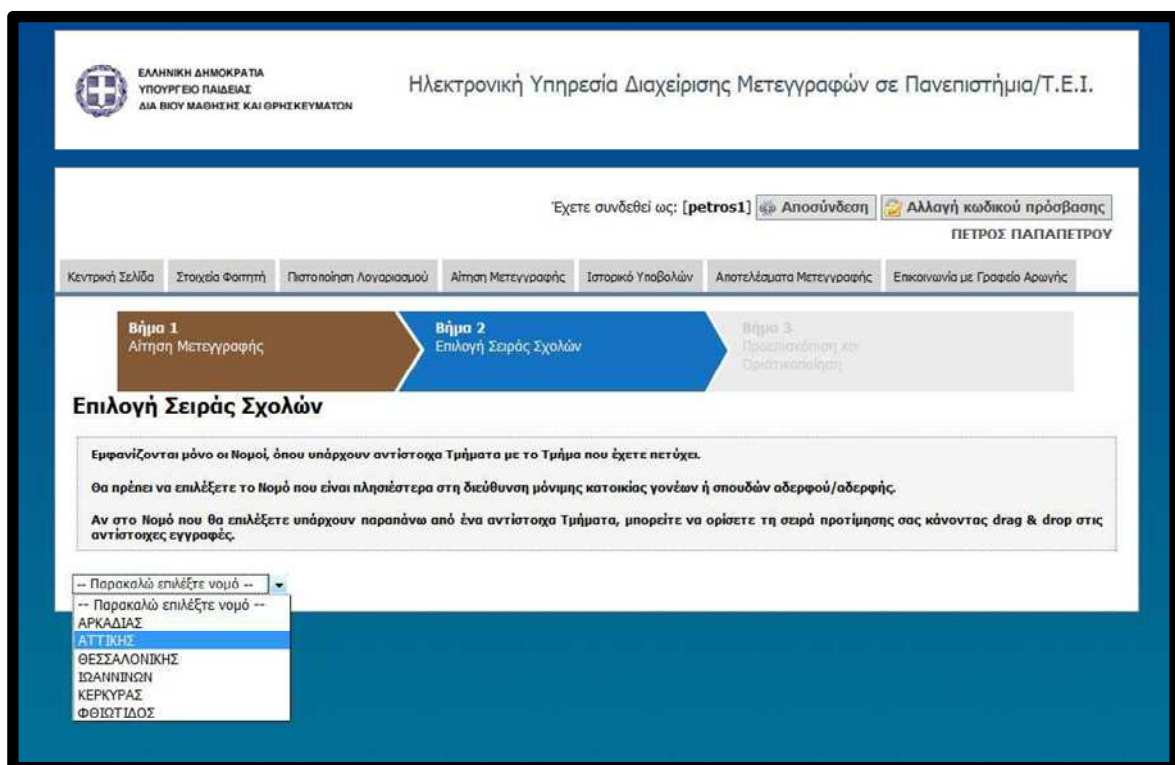 ΕΛΛΗΝΙΚΗ ΔΗΜΟΚΡΑΤΙΑ
ΥΠΟΥΡΓΕΙΟ ΠΑΙΔΕΙΑΣ
ΔΙΑ ΒΙΟΥ ΜΑΘΗΣΗΣ ΚΑΙ ΘΡΗΣΚΕΥΜΑΤΩΝ
Ηλεκτρονική Υπηρεσία Διαχείρισης Μετεγγραφών σε Πανεπιστήμια/Τ.Ε.Ι.
Έχετε συνδεθεί ως: [petros1] Αποσύνδεση Αλλαγή κωδικού πρόσβασης
ΠΕΤΡΟΣ ΠΑΠΑΠΕΤΡΟΥ
Κεντρική Σελίδα Στοιχεία Φοιτητή Πιστοποίηση Λογαριασμού Αίτηση Μετεγγραφής Ιστορικό Υποβολών Αποτελέσματα Μετεγγραφής Επικοινωνία με Γραφείο Αρωγής
Βήμα 1
Αίτηση Μετεγγραφής
Βήμα 2
Επιλογή Σειράς Σχολών
Βήμα 3
Προεπισκόπιση και
Οριστικοποίηση
Επιλογή Σειράς Σχολών
Εμφανίζονται μόνο οι Νομοί, όπου υπάρχουν αντίστοιχα Τμήματα με το Τμήμα που έχετε πετύχει.
Θα πρέπει να επιλέξετε το Νομό που είναι πλησιέστερα στη διεύθυνση μόνιμης κατοικίας γονέων ή σπουδών αδερφού/αδερφής.
Αν στο Νομό που θα επιλέξετε υπάρχουν παραπάνω από ένα αντίστοιχα Τμήματα, μπορείτε να ορίσετε τη σειρά προτίμησης σας κάνοντας drag & drop στις
αντίστοιχες εγγραφές.
-- Παρακαλώ επιλέξτε νομό --
-- Παρακαλώ επιλέξτε νομό --
ΑΡΚΑΔΙΑΣ
ΑΤΤΙΚΗΣ
ΘΕΣΣΑΛΟΝΙΚΗΣ
ΙΩΑΝΝΙΝΩΝ
ΚΕΡΚΥΡΑΣ
ΦΘΙΩΤΙΔΟΣ